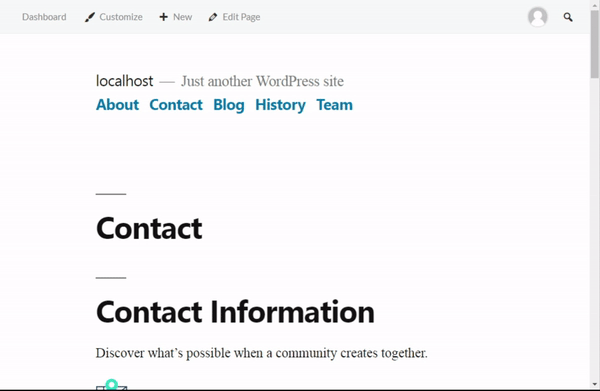 Dashboard Customize New Edit Page
localhost — Just another WordPress site
About Contact Blog History Team
Contact
Contact Information
Discover what's possible when a community creates together.